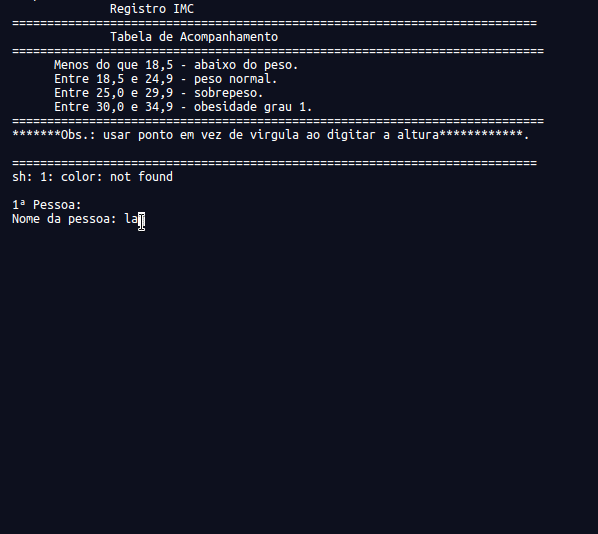 Registro IMC
===========================================================================
Tabela de Acompanhamento
============================================================================
Menos do que 18,5 - abaixo do peso.
Entre 18,5 e 24,9 - peso normal.
Entre 25,0 e 29,9 - sobrepeso.
Entre 30,0 e 34,9 - obesidade grau 1.
============================================================================
*******Obs.: usar ponto em vez de virgula ao digitar a altura************.
===========================================================================
sh: 1: color: not found
1ª Pessoa:
Nome da pessoa: la